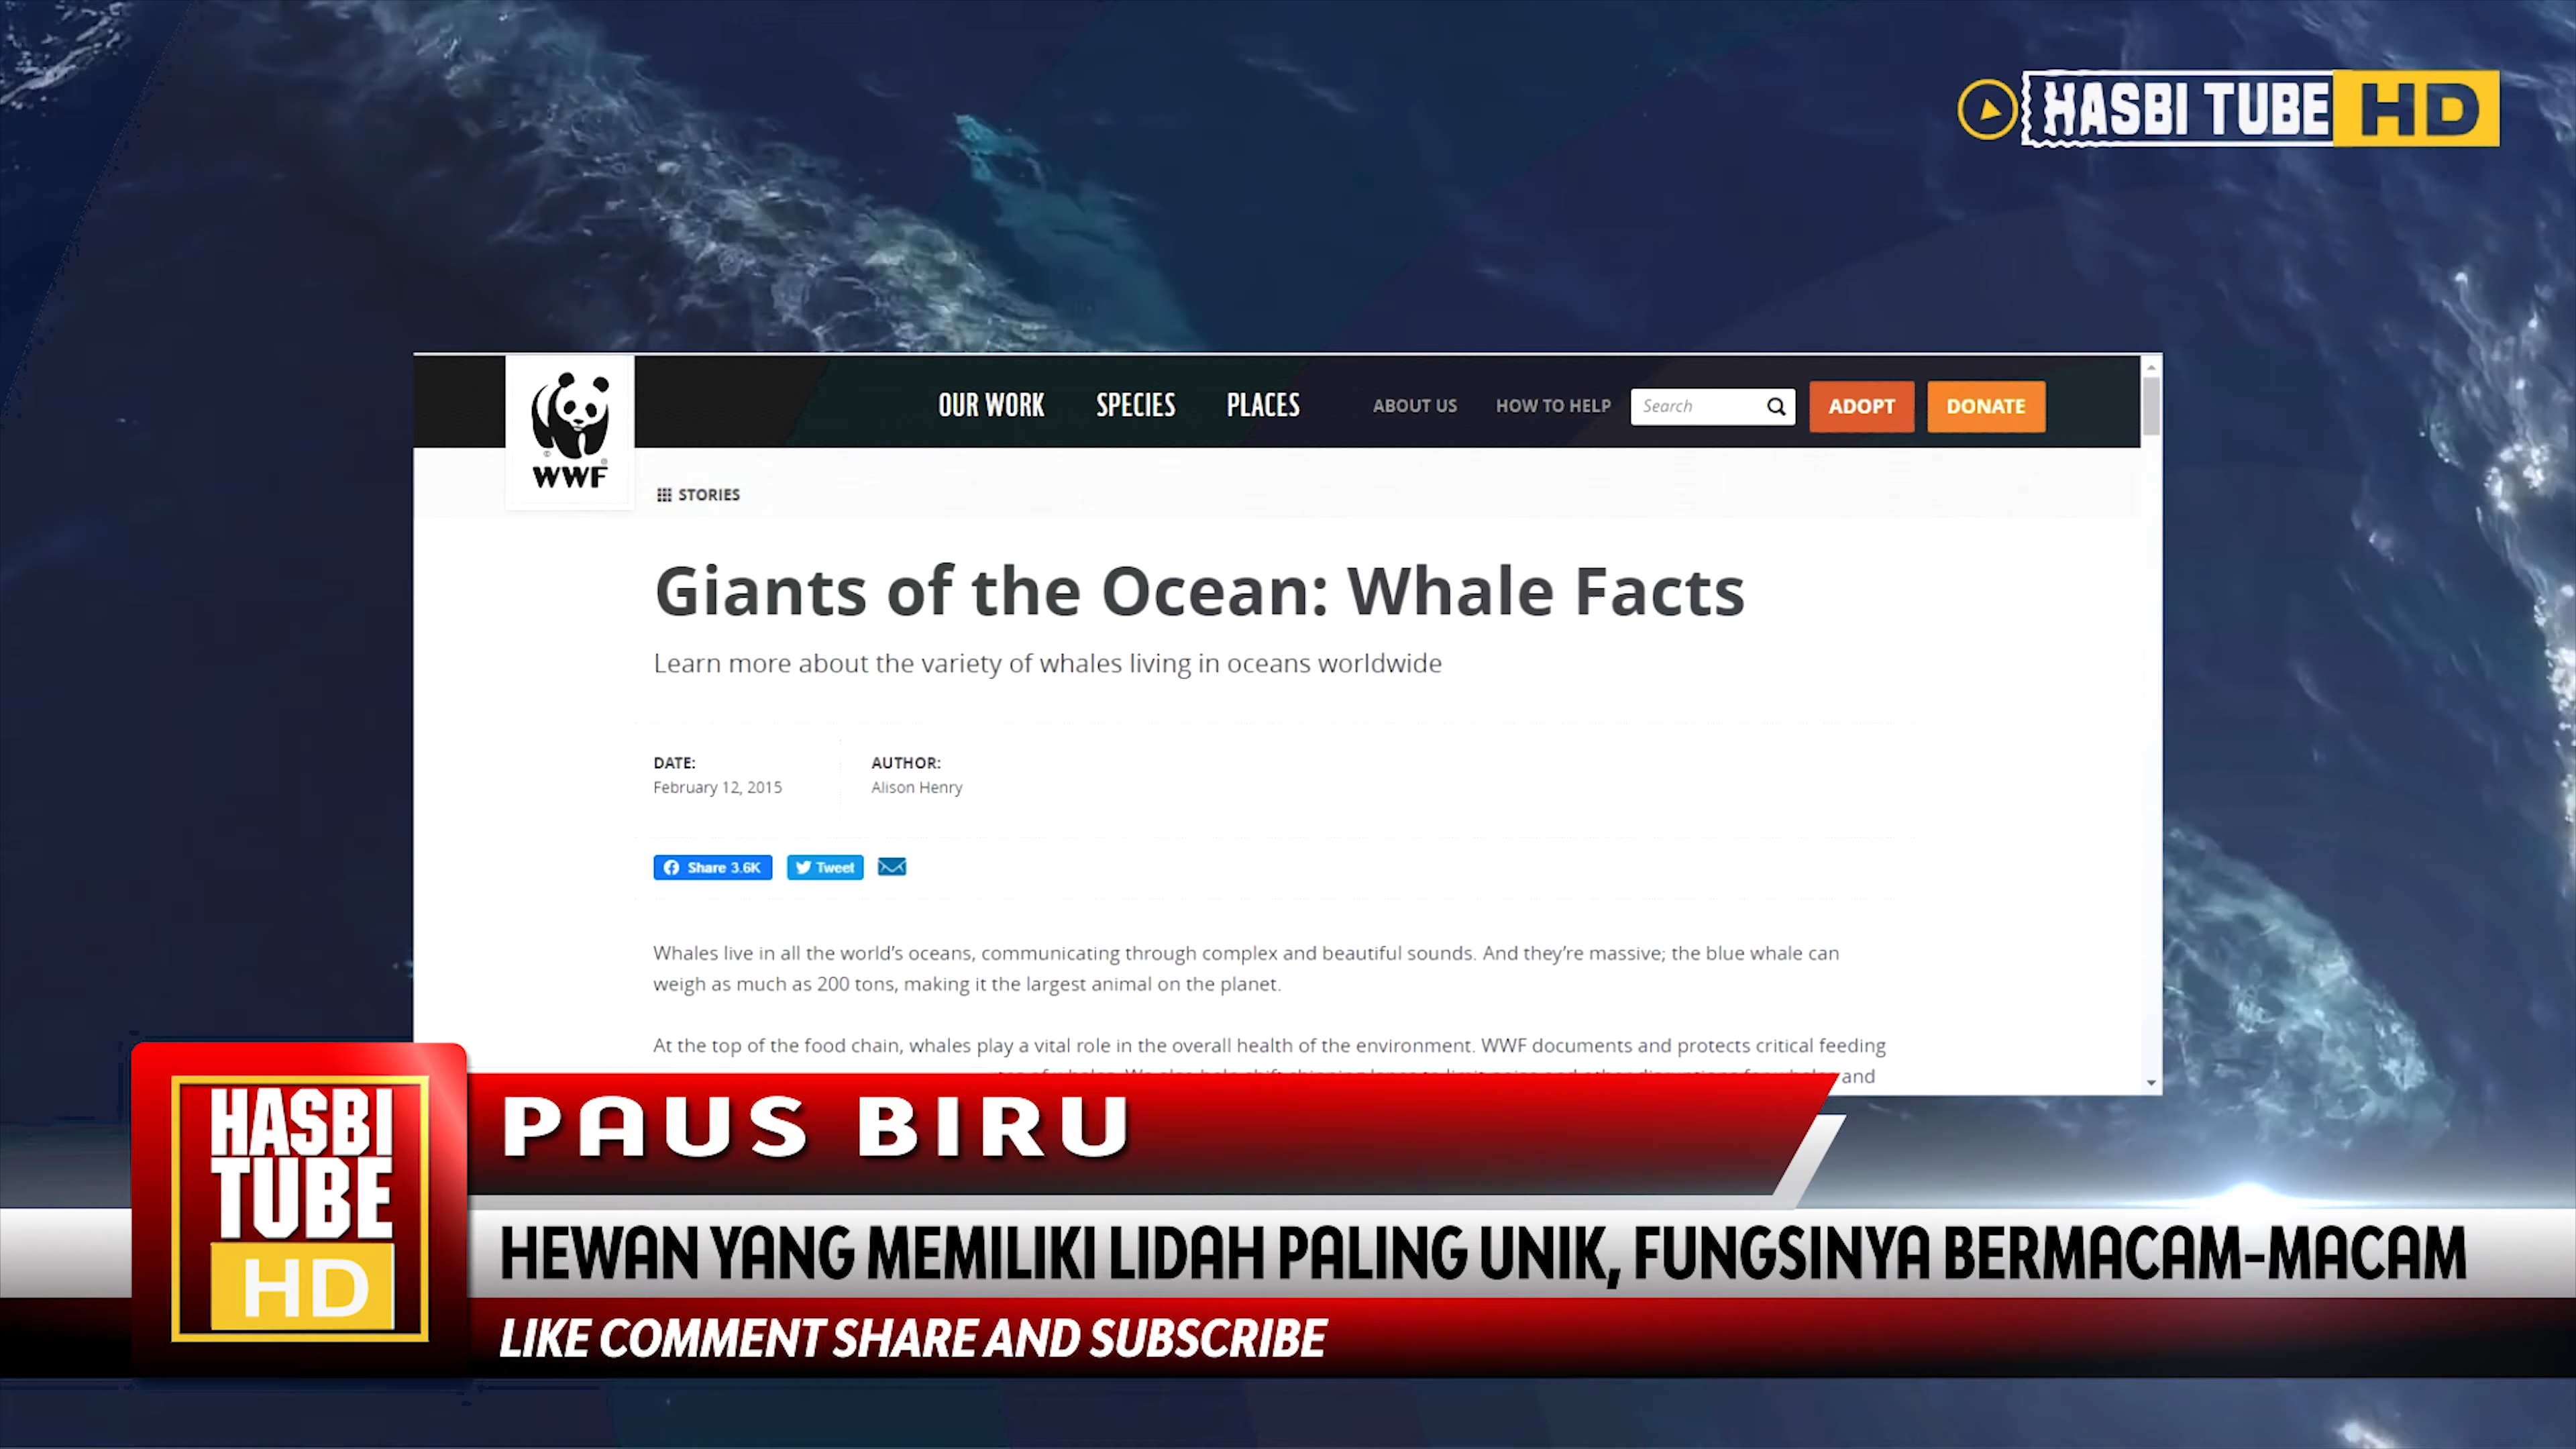 HASBI TUBE HD
WWF
OUR WORK SPECIES PLACES ABOUT US HOW TO HELP Search ADOPT DONATE
STORIES
Giants of the Ocean: Whale Facts
Learn more about the variety of whales living in oceans worldwide
DATE: AUTHOR:
February 12, 2015 Alison Henry
Share 3.6K Tweet
Whales live in all the world's oceans, communicating through complex and beautiful sounds. And they're massive; the blue whale can
weigh as much as 200 tons, making it the largest animal on the planet.
At the top of the food chain, whales play a vital role in the overall health of the environment. WWF documents and protects critical feeding
and
HASBI
TUBE
HD
PAUS BIRU
HEWAN YANG MEMILIKI LIDAH PALING UNIK, FUNGSINYA BERMACAM-MACAM
LIKE COMMENT SHARE AND SUBSCRIBE